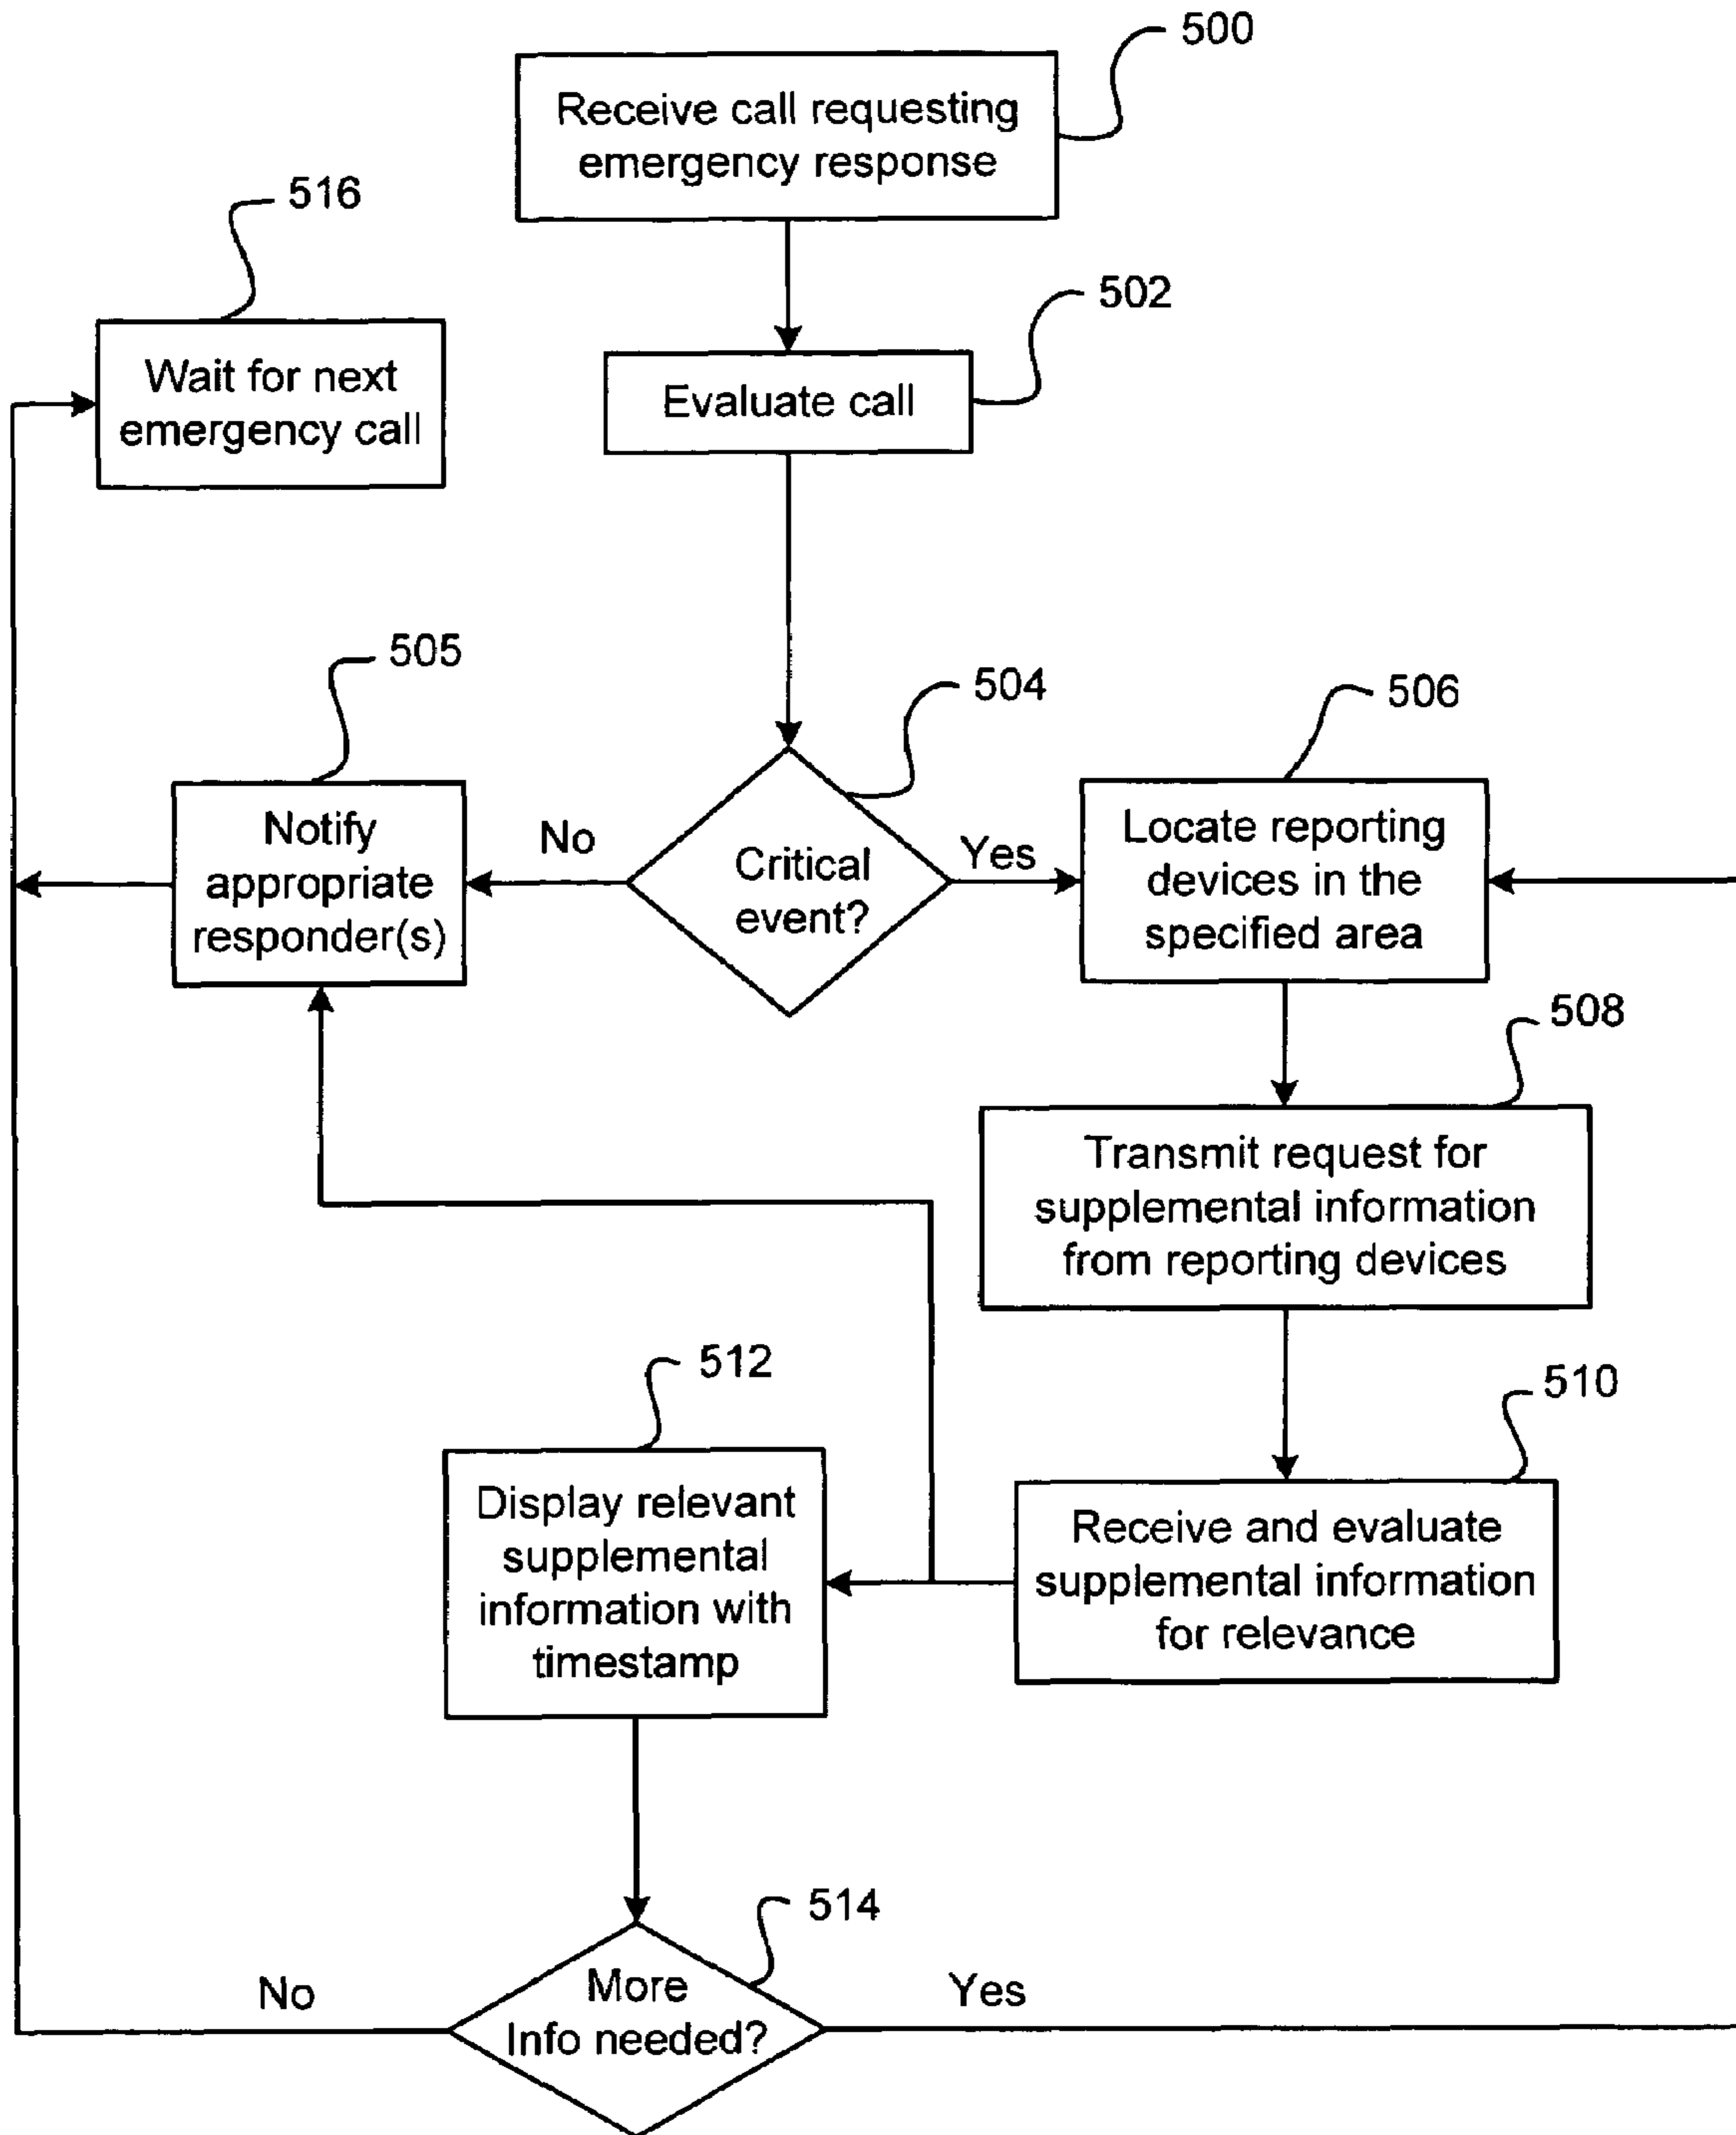 500
Receive call requesting
emergency response
516
502
Wait for next
emergency call
Evaluate call
505
504
506
Notify
appropriate
responder(s)
No
Critical
event?
Yes
Locate reporting
devices in the
specified area
508
Transmit request for
supplemental information
from reporting devices
512
510
Display relevant
supplemental
information with
timestamp
Receive and evaluate
supplemental information
for relevance
514
No
More
Info needed?
Yes